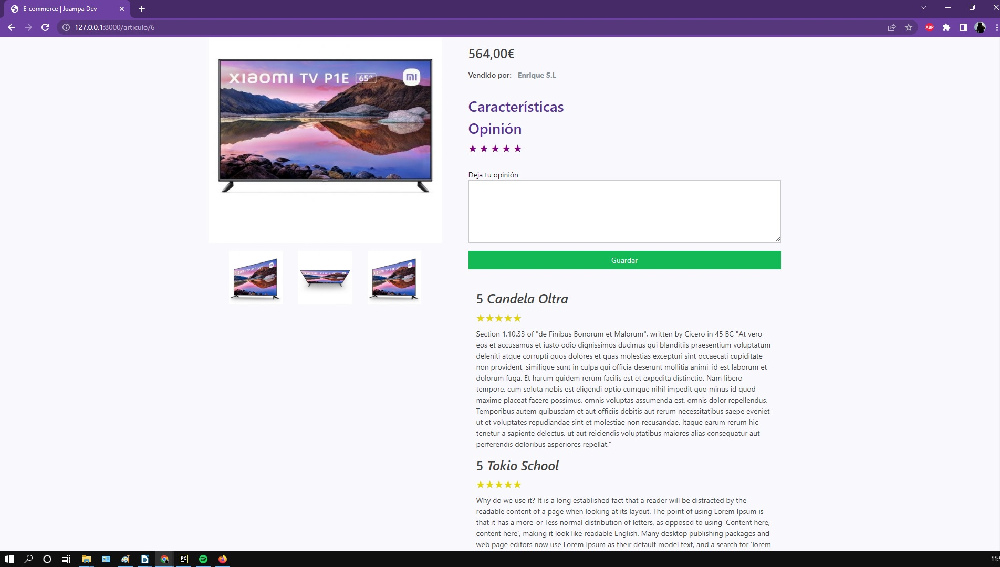 E-commerce | Juampa Dev
127.0.0.1:8000/articulo/6
ABP
564,00€
xiaomi TV P1E 65"
mi
Vendido por: Enrique S.L
Características
Opinión
Deja tu opinión
Guardar
5 Candela Oltra
Section 1.10.33 of "de Finibus Bonorum et Malorum", written by Cicero in 45 BC "At vero
eos et accusamus et iusto odio dignissimos ducimus qui blanditiis praesentium voluptatum
deleniti atque corrupti quos dolores et quas molestias excepturi sint occaecati cupiditate
non provident, similique sunt in culpa qui officia deserunt mollitia animi, id est laborum et
dolorum fuga. Et harum quidem rerum facilis est et expedita distinctio. Nam libero
tempore, cum soluta nobis est eligendi optio cumque nihil impedit quo minus id quod
maxime placeat facere possimus, omnis voluptas assumenda est, omnis dolor repellendus.
Temporibus autem quibusdam et aut officiis debitis aut rerum necessitatibus saepe eveniet
ut et voluptates repudiandae sint et molestiae non recusandae. Itaque earum rerum hic
tenetur a sapiente delectus, ut aut reiciendis voluptatibus maiores alias consequatur aut
perferendis doloribus asperiores repellat."
5 Tokio School
Why do we use it? It is a long established fact that a reader will be distracted by the
readable content of a page when looking at its layout. The point of using Lorem Ipsum is
that it has a more-or-less normal distribution of letters, as opposed to using 'Content here,
content here', making it look like readable English. Many desktop publishing packages and
web page editors now use Lorem Ipsum as their default model text, and a search for 'lorem
PC
11: